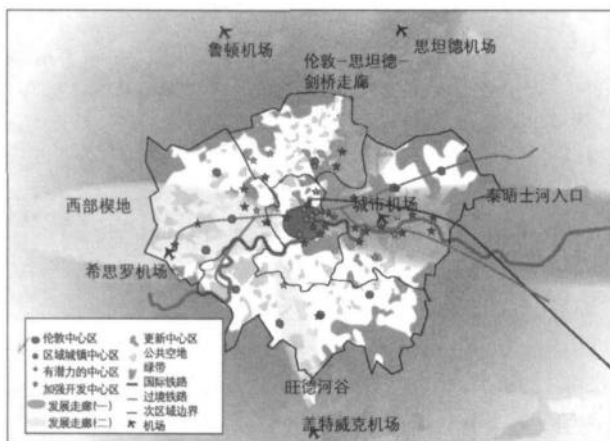 鲁顿机场
思坦德机场
伦敦-思坦德-
剑桥走廊
西部楔地
城市机场
泰晤士河入口
希思罗机场
旺德河谷
盖特威克机场
伦敦中心区
区域城镇中心区
有潜力的中心区
加强开发中心区
发展走廊(一)
发展走廊(二)
更新中心区
公共空地
绿带
国际铁路
过境铁路
次区域边界
机场